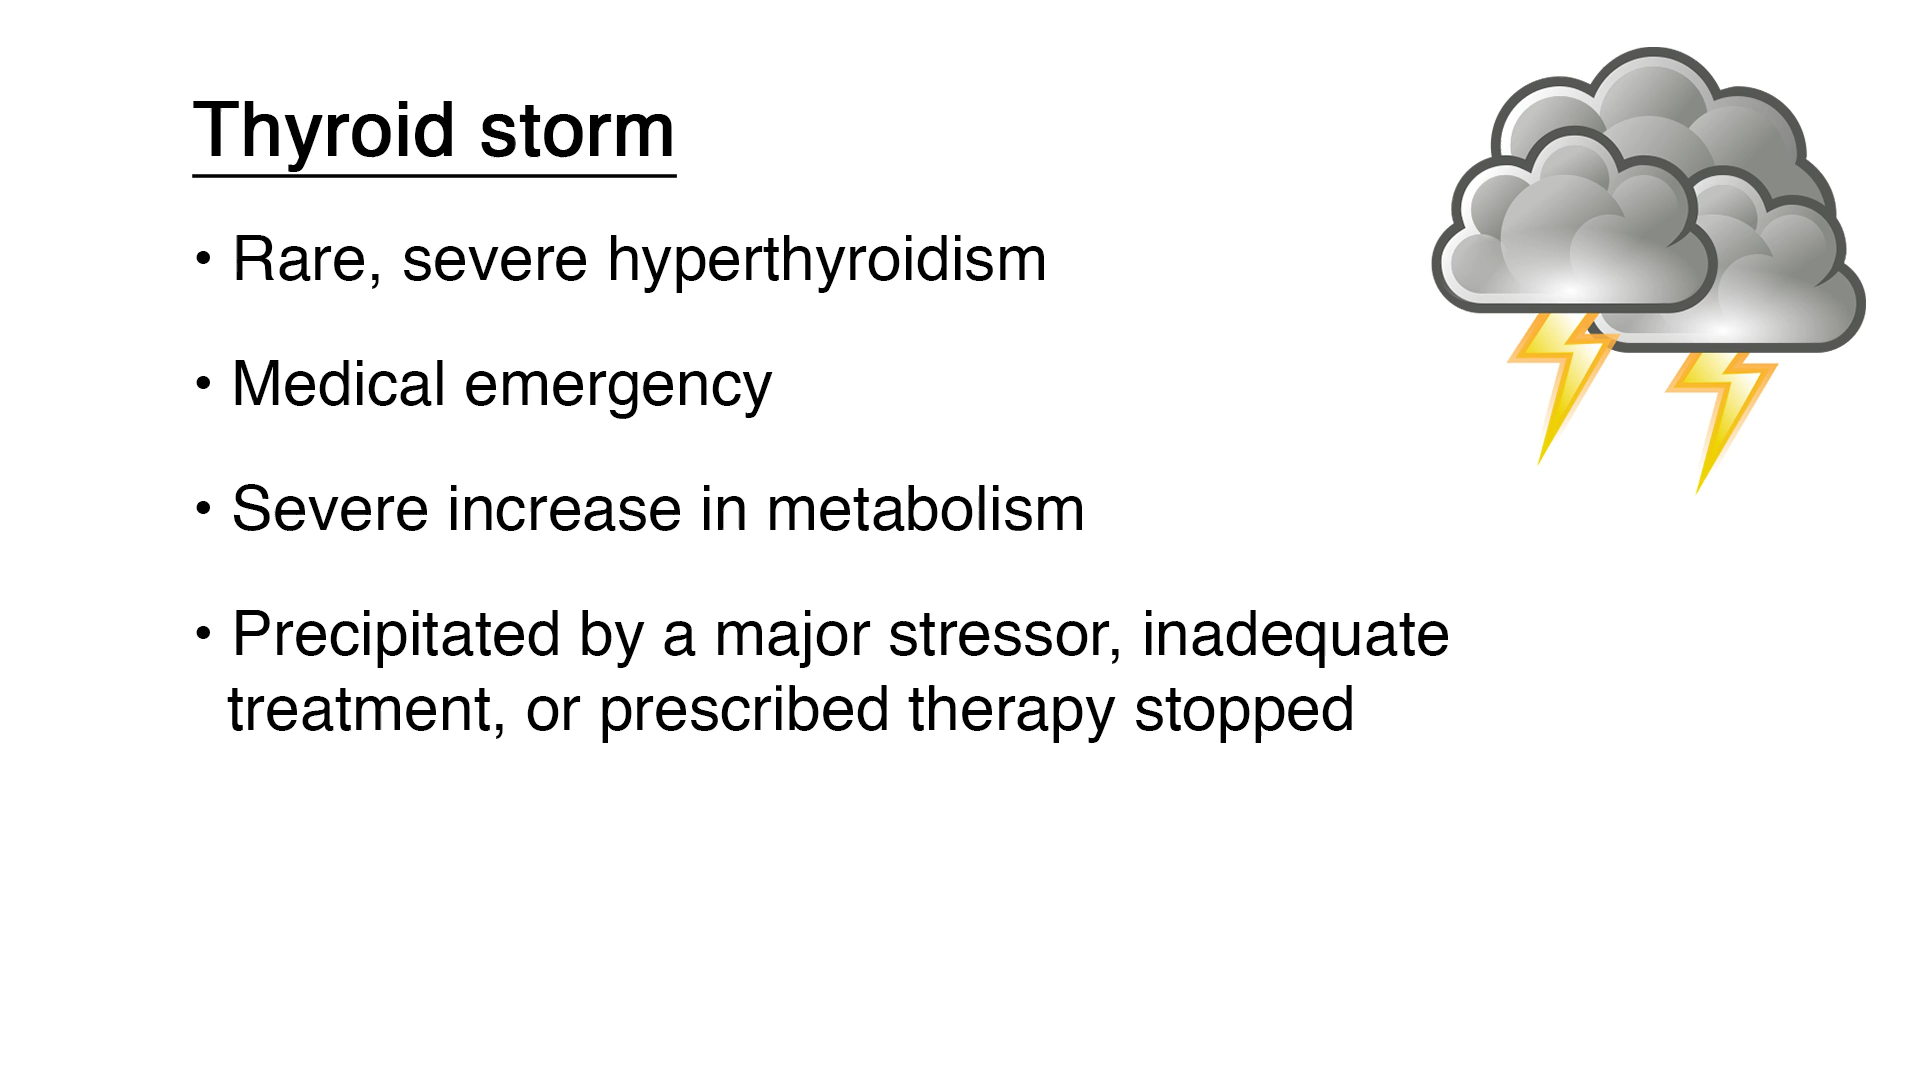 Thyroid storm
• Rare, severe hyperthyroidism
• Medical emergency
• Severe increase in metabolism
• Precipitated by a major stressor, inadequate
treatment, or prescribed therapy stopped